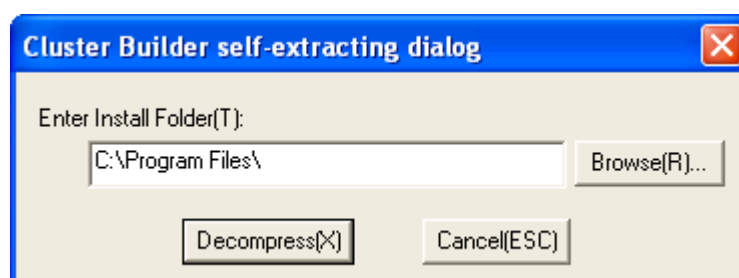 Cluster Builder self-extracting dialog
Enter Install Folder(T):
C:\Program Files\
Browse(R)...
Decompress(X)
Cancel(ESC)